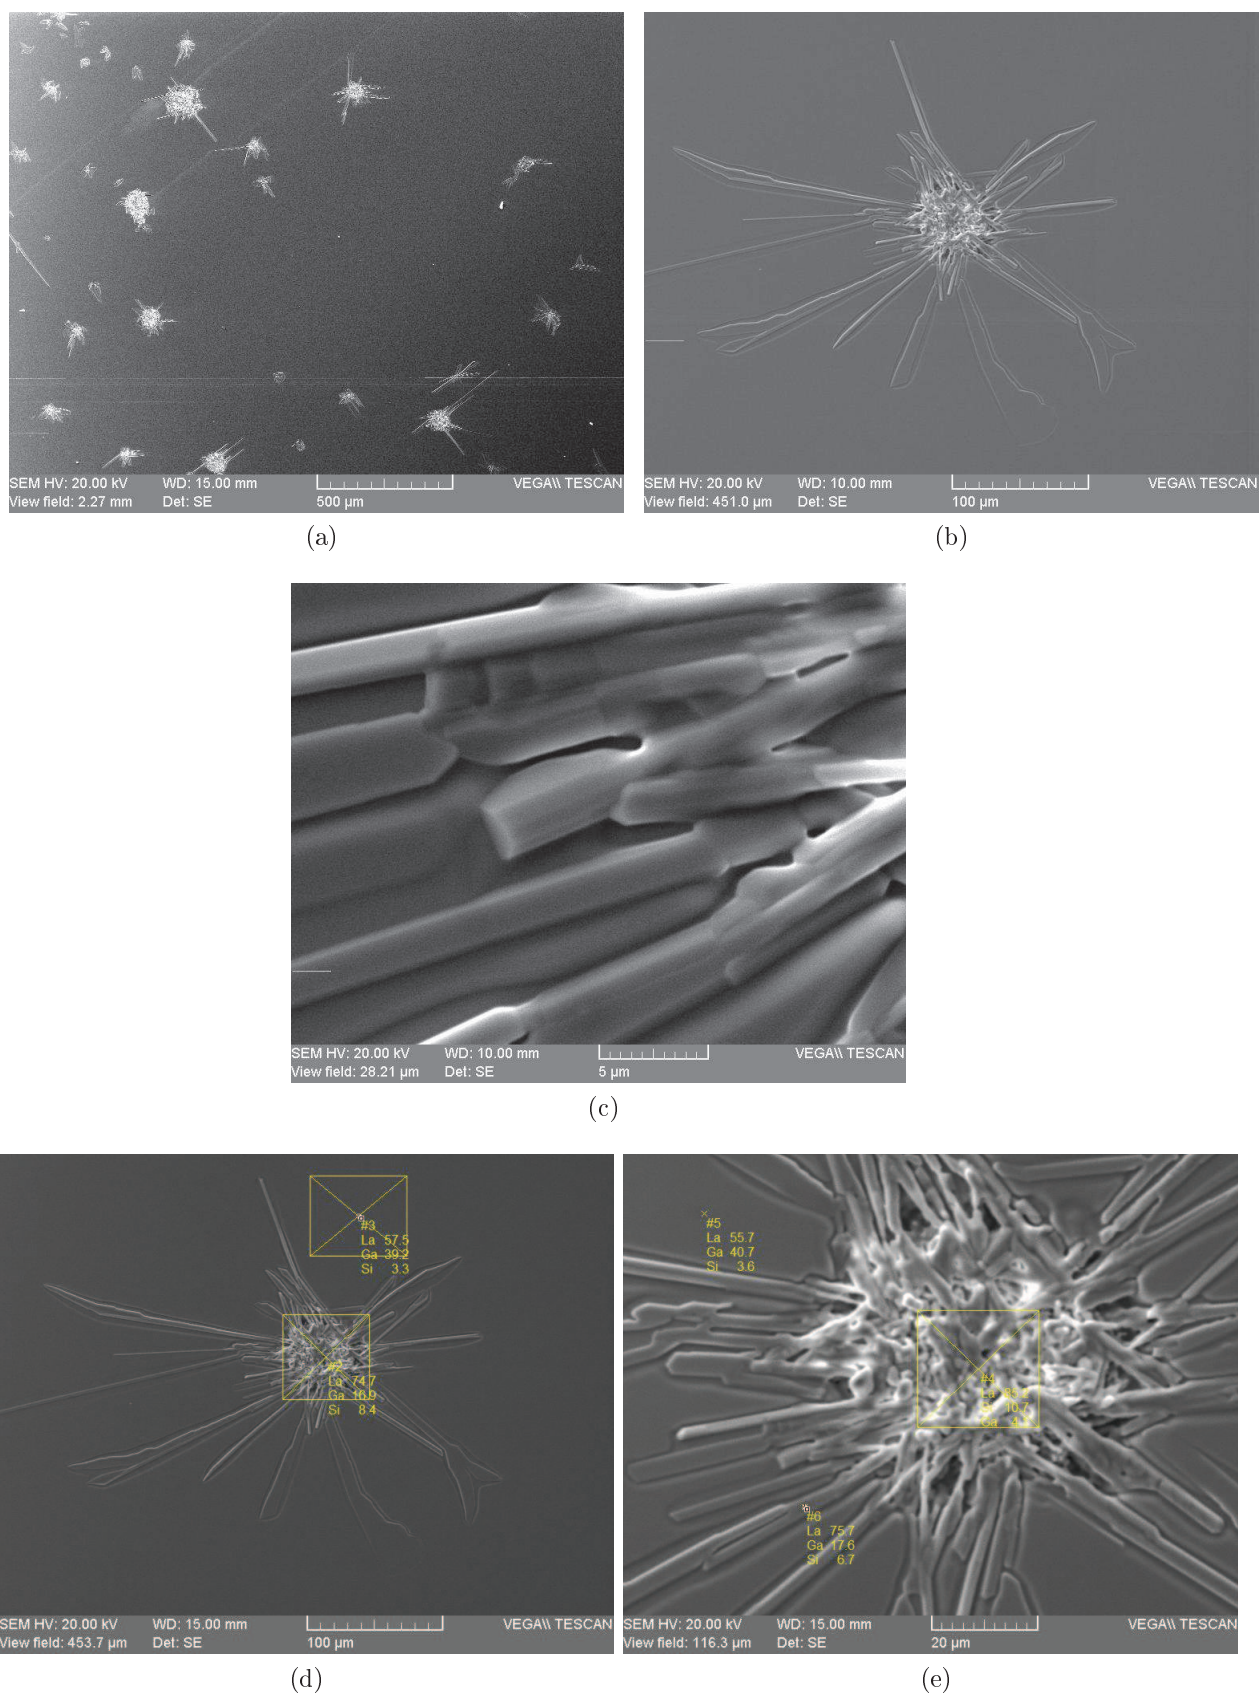 SEM HV: 20.00 kV WD: 15.00 mm VEGA\\ TESCAN
View field: 2.27 mm Det: SE 500 µm
(a)
SEM HV: 20.00 kV WD: 10.00 mm VEGA\\ TESCAN
View field: 451.0 µm Det: SE 100 µm
(b)
SEM HV: 20.00 kV WD: 10.00 mm VEGA\\ TESCAN
View field: 28.21 µm Det: SE 5 µm
(c)
#3
La 57.5
Ga 39.2
Si 3.3
#2
La 74.7
Ga 16.9
Si 8.4
SEM HV: 20.00 kV WD: 15.00 mm VEGA\\ TESCAN
View field: 453.7 µm Det: SE 100 µm
(d)
#5
La 55.7
Ga 40.7
Si 3.6
#4
La
Si 10.7
Ga
#6
La 75.7
Ga 17.6
Si 6.7
SEM HV: 20.00 kV WD: 15.00 mm VEGA\\ TESCAN
View field: 116.3 µm Det: SE 20 µm
(e)